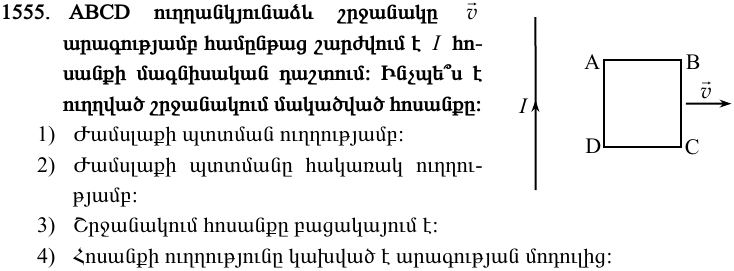 1555. ABCD ուղղանկյունաձև շրջանակը v⃗
արագությամբ համընթաց շարժվում է I հո-
սանքի մագնիսական դաշտում: Ինչպե՞ս է
ուղղված շրջանակում մակածված հոսանքը:
1) Ժամսլաքի պտտման ուղղությամբ:
2) Ժամսլաքի պտտմանը հակառակ ուղղու-
թյամբ:
3) Շրջանակում հոսանքը բացակայում է:
4) Հոսանքի ուղղությունը կախված է արագության մոդուլից:
A B
I v⃗
D C